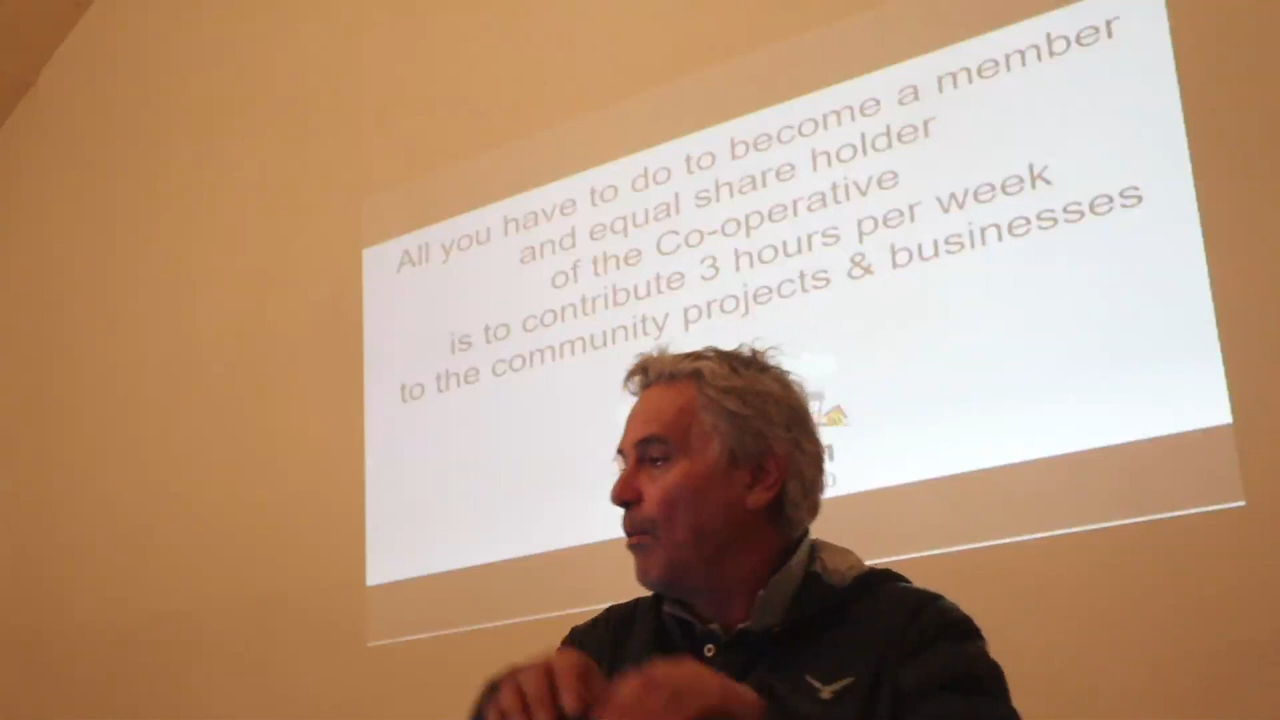 All you have to do to become a member
and equal share holder
of the Co-operative
is to contribute 3 hours per week
to the community projects & businesses